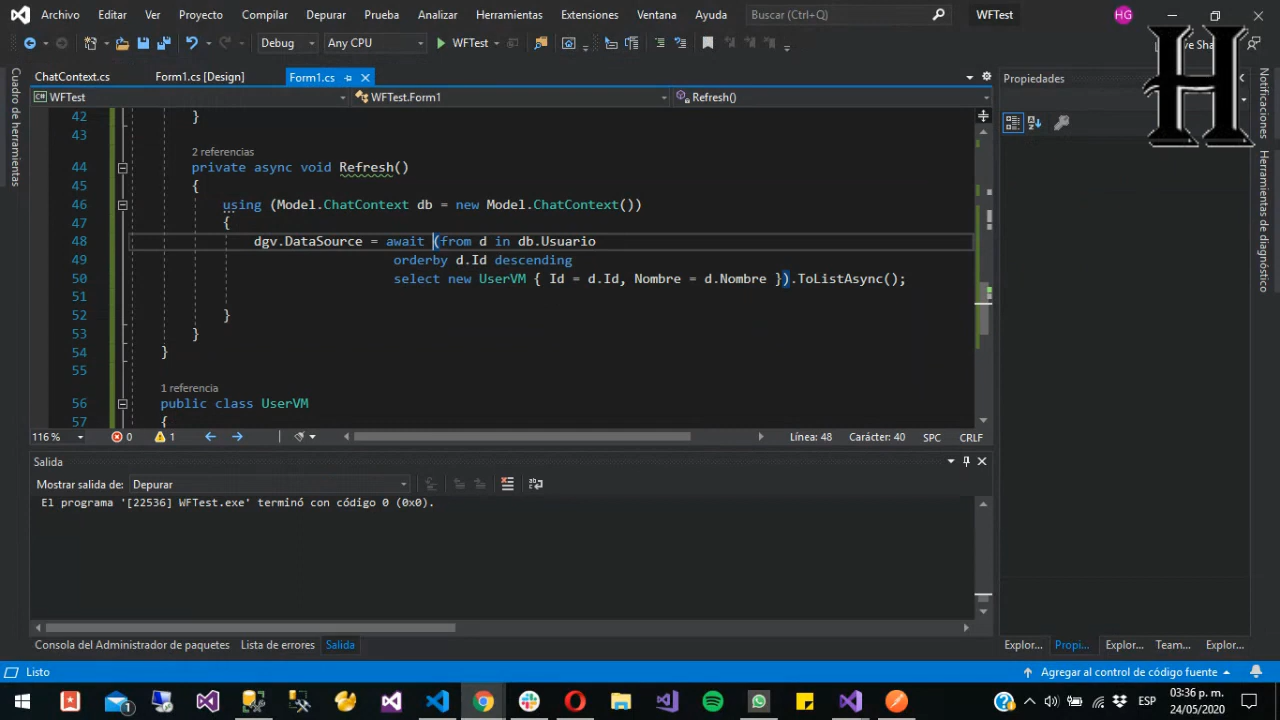 Archivo Editar Ver Proyecto Compilar Depurar Prueba Analizar Herramientas Extensiones Ventana Ayuda Buscar (Ctrl+Q) WFTest HG
Debug Any CPU WFTest
ChatContext.cs Form1.cs [Design] Form1.cs
WFTest WFTest.Form1 Refresh()
Cuadro de herramientas
42 }
43
2 referencias
44 private async void Refresh()
45 {
46 using (Model.ChatContext db = new Model.ChatContext())
47 {
48 dgv.DataSource = await (from d in db.Usuario
49 orderby d.Id descending
50 select new UserVM { Id = d.Id, Nombre = d.Nombre }).ToListAsync();
51
52 }
53 }
54 }
55
1 referencia
56 public class UserVM
57 {
116 % 0 1 Línea: 48 Carácter: 40 SPC CRLF
Salida
Mostrar salida de: Depurar
El programa '[22536] WFTest.exe' terminó con código 0 (0x0).
Consola del Administrador de paquetes Lista de errores Salida
Propiedades
H
Notificaciones
Herramientas de diagnóstico
Explor... Propi... Explor... Team... Explor...
Listo Agregar al control de código fuente
1 ESP 03:36 p. m.
24/05/2020